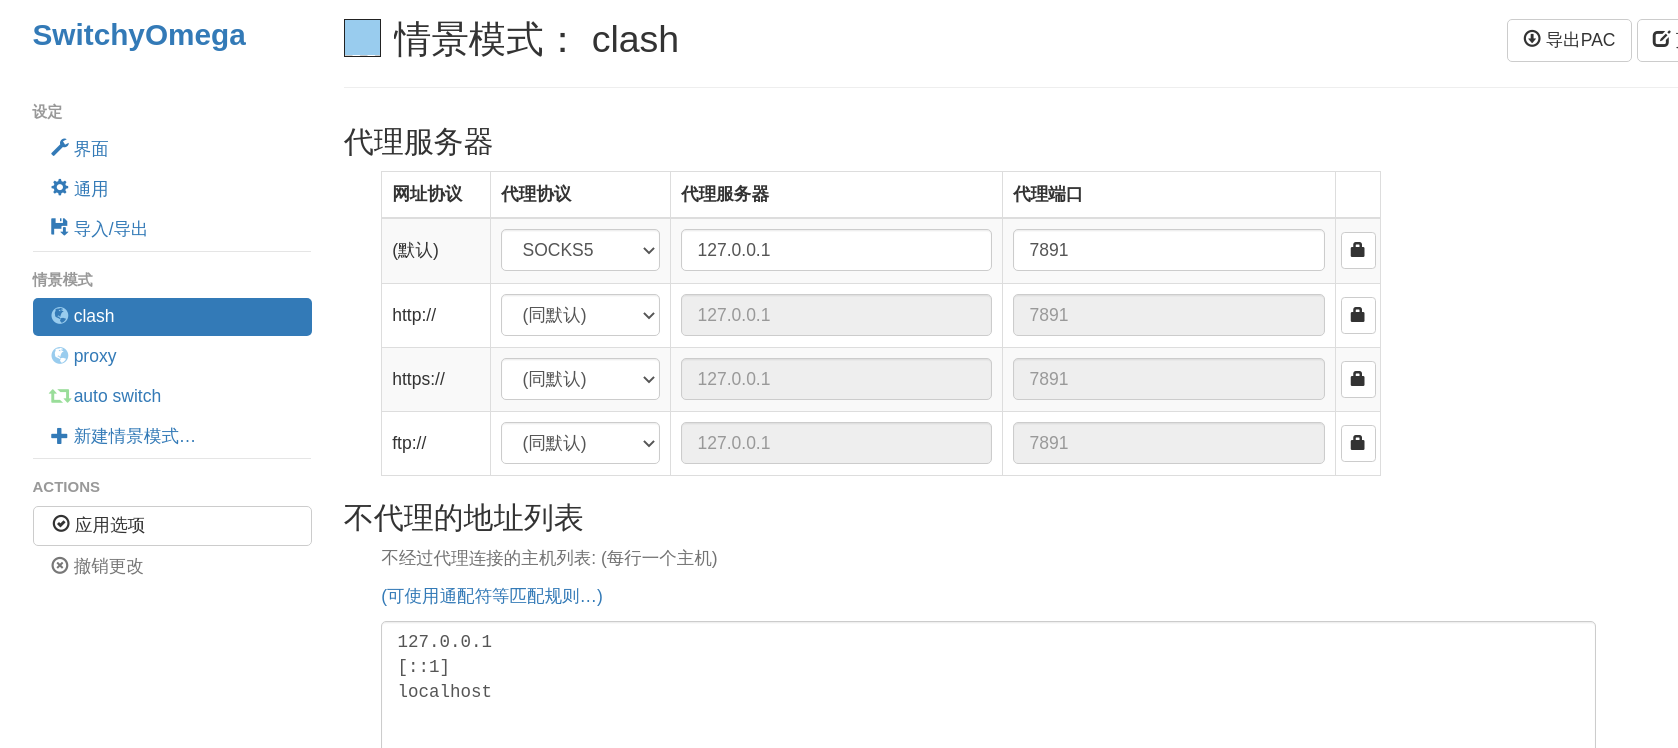 SwitchyOmega
设定
界面
通用
导入/导出
情景模式
clash
proxy
auto switch
新建情景模式…
ACTIONS
应用选项
撤销更改
情景模式： clash
导出PAC
代理服务器
网址协议 代理协议 代理服务器 代理端口
(默认) SOCKS5 127.0.0.1 7891
http:// (同默认) 127.0.0.1 7891
https:// (同默认) 127.0.0.1 7891
ftp:// (同默认) 127.0.0.1 7891
不代理的地址列表
不经过代理连接的主机列表: (每行一个主机)
(可使用通配符等匹配规则…)
127.0.0.1
[::1]
localhost